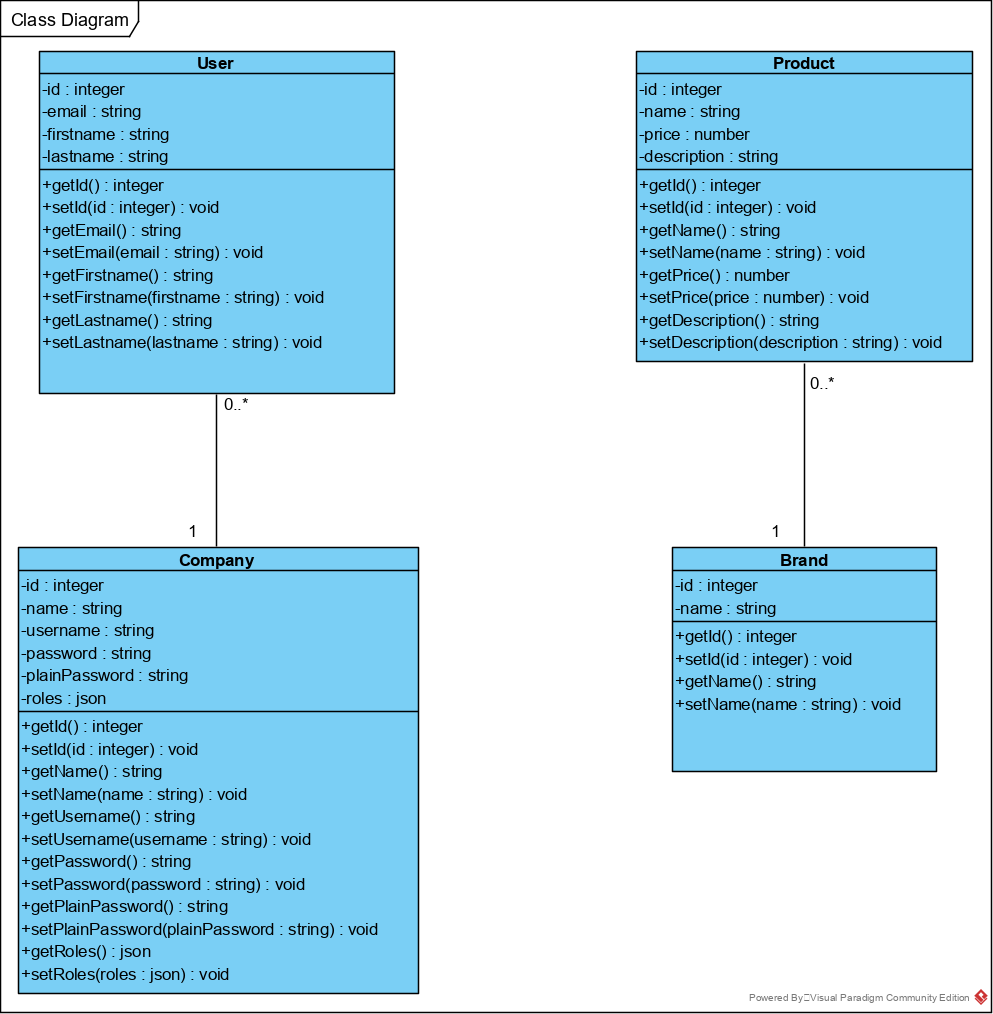 Class Diagram
User
-id : integer
-email : string
-firstname : string
-lastname : string
+getId() : integer
+setId(id : integer) : void
+getEmail() : string
+setEmail(email : string) : void
+getFirstname() : string
+setFirstname(firstname : string) : void
+getLastname() : string
+setLastname(lastname : string) : void
0..*
1
Company
-id : integer
-name : string
-username : string
-password : string
-plainPassword : string
-roles : json
+getId() : integer
+setId(id : integer) : void
+getName() : string
+setName(name : string) : void
+getUsername() : string
+setUsername(username : string) : void
+getPassword() : string
+setPassword(password : string) : void
+getPlainPassword() : string
+setPlainPassword(plainPassword : string) : void
+getRoles() : json
+setRoles(roles : json) : void
Product
-id : integer
-name : string
-price : number
-description : string
+getId() : integer
+setId(id : integer) : void
+getName() : string
+setName(name : string) : void
+getPrice() : number
+setPrice(price : number) : void
+getDescription() : string
+setDescription(description : string) : void
0..*
1
Brand
-id : integer
-name : string
+getId() : integer
+setId(id : integer) : void
+getName() : string
+setName(name : string) : void
Powered By Visual Paradigm Community Edition